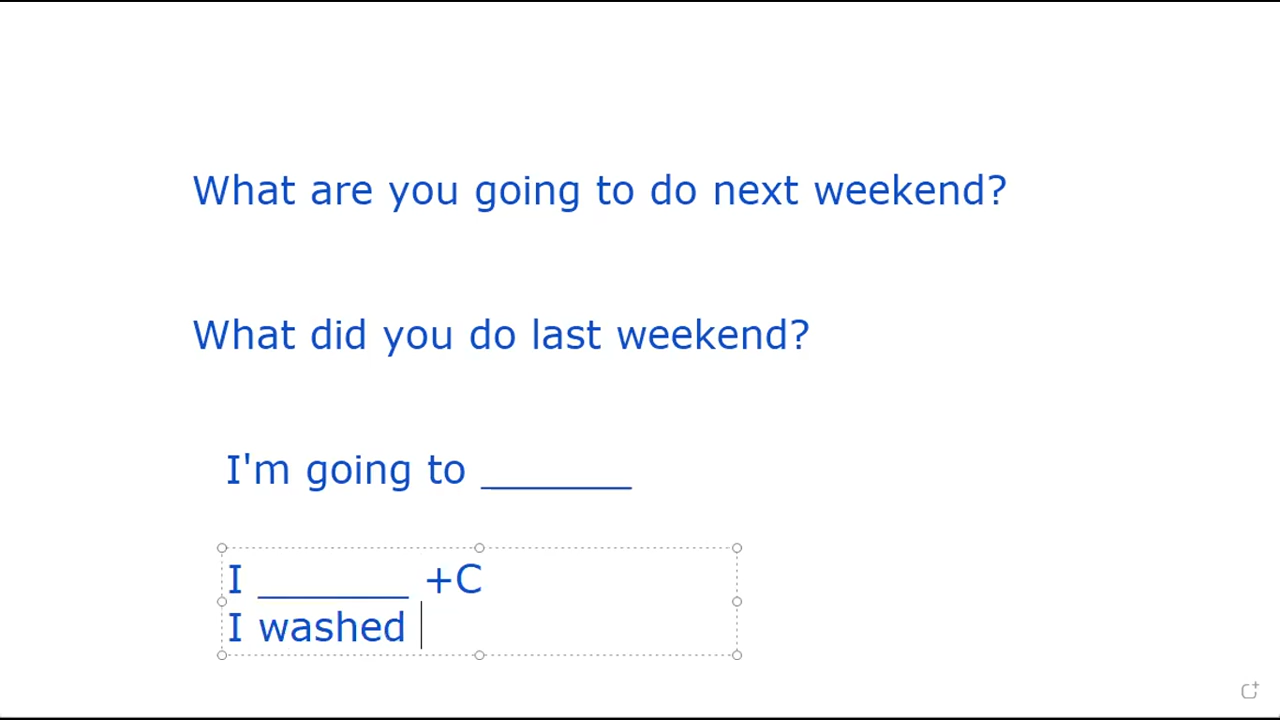 What are you going to do next weekend?
What did you do last weekend?
I'm going to _______
I _______ +C
I washed